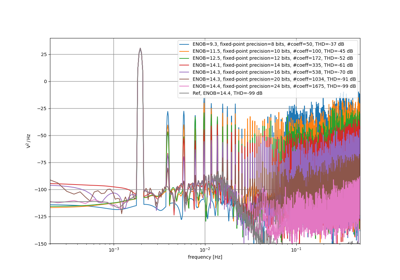 ENOB=9.3, fixed-point precision=8 bits, #coeff=50, THD=-37 dB
ENOB=11.5, fixed-point precision=10 bits, #coeff=100, THD=-45 dB
ENOB=12.5, fixed-point precision=12 bits, #coeff=172, THD=-52 dB
ENOB=14.1, fixed-point precision=14 bits, #coeff=335, THD=-61 dB
ENOB=14.3, fixed-point precision=16 bits, #coeff=538, THD=-70 dB
ENOB=14.3, fixed-point precision=20 bits, #coeff=1034, THD=-91 dB
ENOB=14.4, fixed-point precision=24 bits, #coeff=1675, THD=-99 dB
Ref, ENOB=14.4, THD=-99 dB
25
0
−25
−50
−75
−100
−125
−150
V²/Hz
10⁻³
10⁻²
10⁻¹
frequency [Hz]